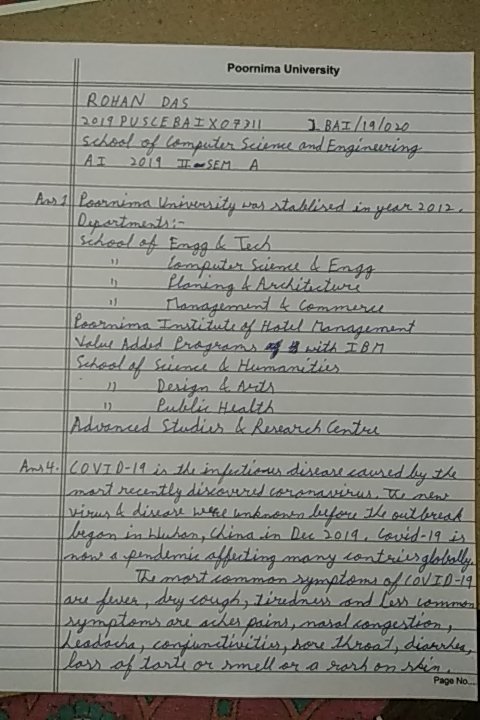 Poornima University
ROHAN DAS
2019PUSCEBAIX07311 I BAI/19/020
School of Computer Science and Engineering
AI 2019 II-SEM A
Ans 1 Poornima University was stablised in year 2012.
Departments:-
School of Engg & Tech
" Computer Science & Engg
" Planing & Architecture
" Management & Commerce
Poornima Institute of Hotel Management
Value Added Programs with IBM
School of Science & Humanities
" Design & Arts
" Public Health
Advanced Studies & Research Centre
Ans 4. COVID-19 is the infectious disease caused by the
most recently discovered coronavirus. The new
virus & disease were unknown before the outbreak
began in Wuhan, China in Dec 2019. Covid-19 is
now a pendemic affecting many contries globally.
The most common symptoms of COVID-19
are fever, dry cough, tiredness and less common
symptoms are aches pains, nasal congestion,
headache, conjunctivities, sore throat, diarrhea,
loss of taste or smell or a rash on skin.
Page No...